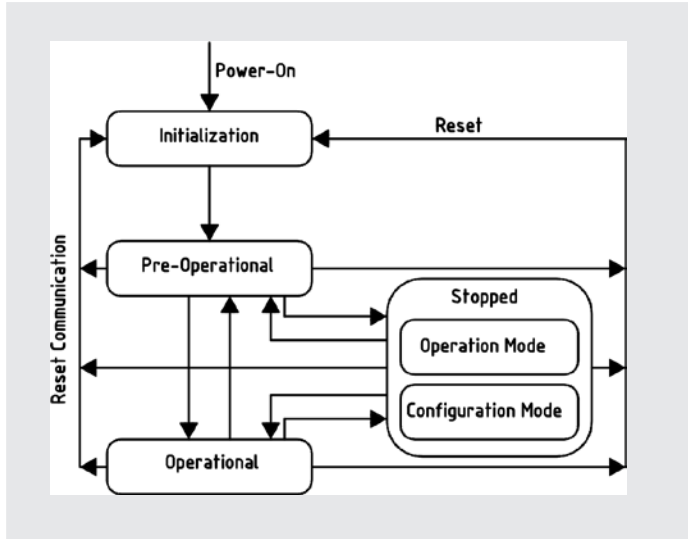 Power-On
Initialization
Reset
Pre-Operational
Stopped
Operation Mode
Configuration Mode
Operational
Reset Communication